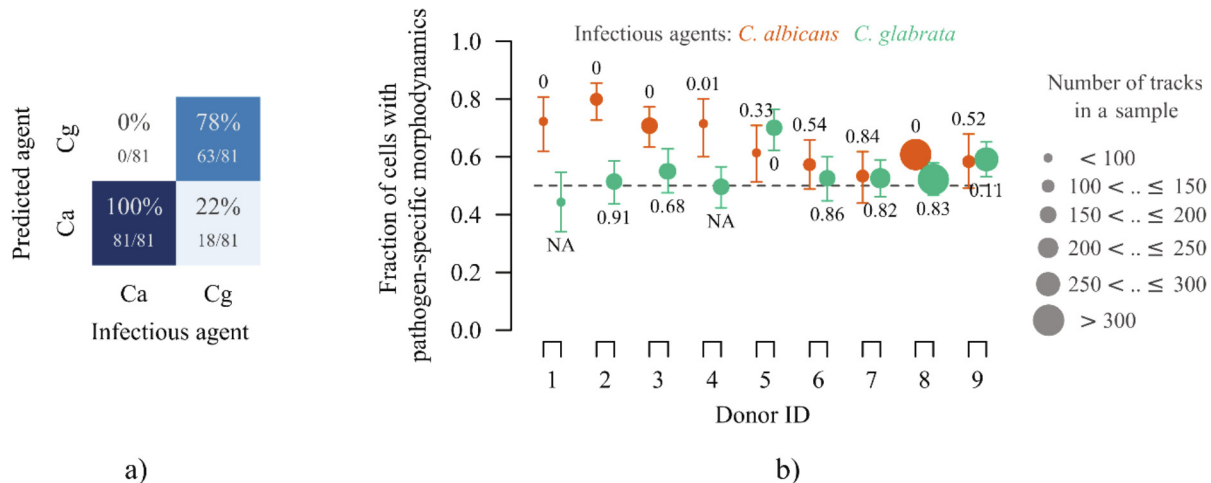 Predicted agent
Cg
Ca
0%
0/81
78%
63/81
100%
81/81
22%
18/81
Ca
Cg
Infectious agent
a)
Fraction of cells with
pathogen-specific morphodynamics
Infectious agents: C. albicans C. glabrata
1.0
0.8
0.6
0.4
0.2
0.0
0
0
0
0.01
0.33
0.54
0.84
0
0.52
NA
0.91
0.68
NA
0
0.86
0.82
0.83
0.11
1 2 3 4 5 6 7 8 9
Donor ID
b)
Number of tracks
in a sample
< 100
100 < .. ≤ 150
150 < .. ≤ 200
200 < .. ≤ 250
250 < .. ≤ 300
> 300